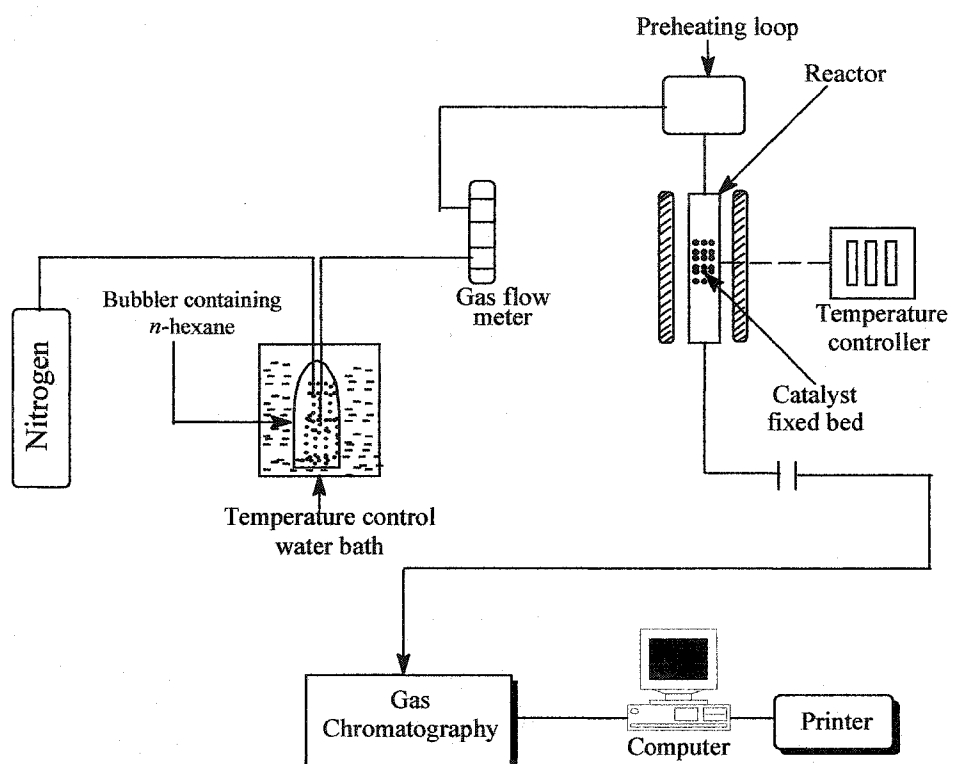 Preheating loop
Reactor
Bubbler containing
n-hexane
Gas flow
meter
Temperature
controller
Nitrogen
Catalyst
fixed bed
Temperature control
water bath
Gas
Chromatography
Computer
Printer